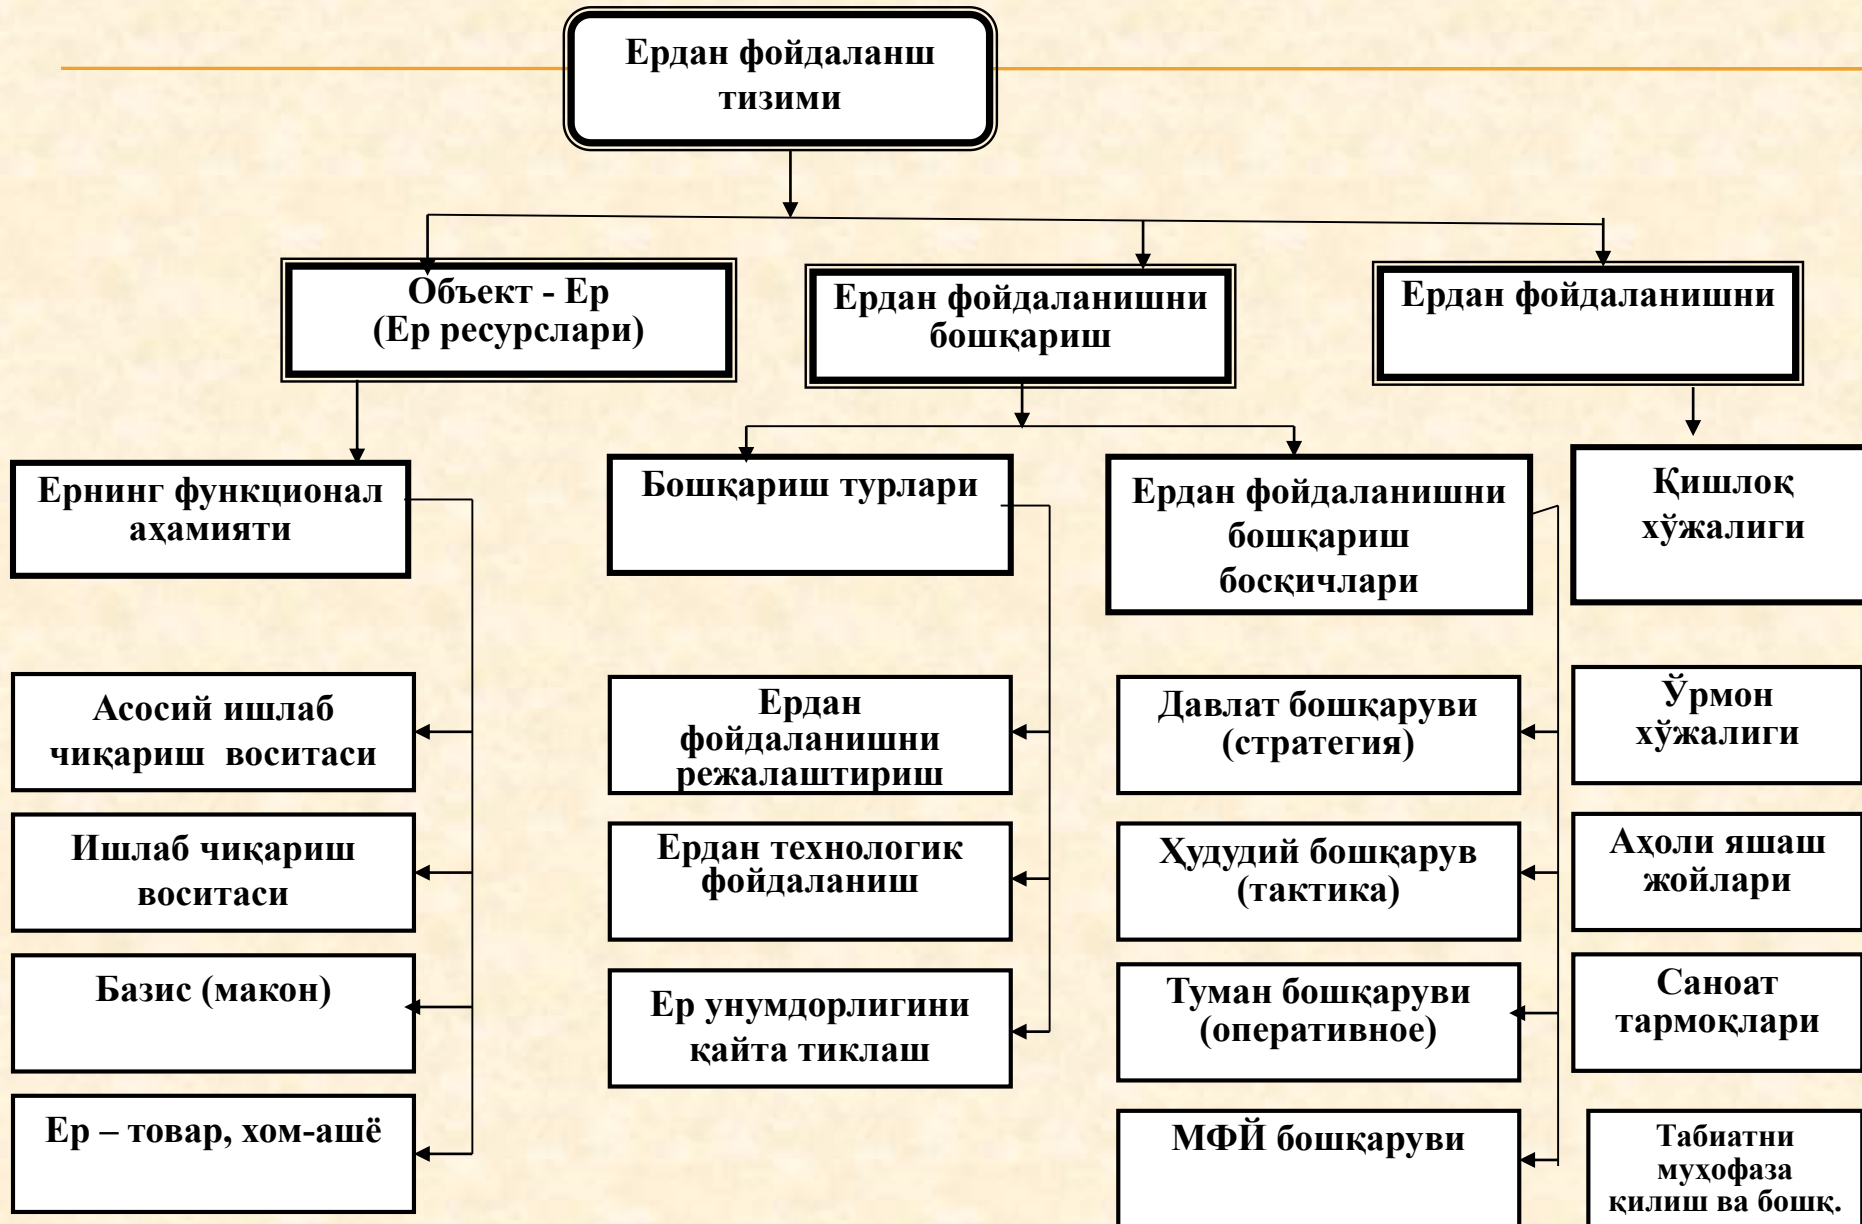 Ердан фойдаланш
тизими
Объект - Ер
(Ер ресурслари)
Ердан фойдаланишни
бошқариш
Ердан фойдаланишни
Ернинг функционал
аҳамияти
Бошқариш турлари
Ердан фойдаланишни
бошқариш
босқичлари
Қишлоқ
хўжалиги
Асосий ишлаб
чиқариш воситаси
Ердан
фойдаланишни
режалаштириш
Давлат бошқаруви
(стратегия)
Ўрмон
хўжалиги
Ишлаб чиқариш
воситаси
Ердан технологик
фойдаланиш
Ҳудудий бошқарув
(тактика)
Аҳоли яшаш
жойлари
Базис (макон)
Ер унумдорлигини
қайта тиклаш
Туман бошқаруви
(оперативное)
Саноат
тармоқлари
Ер – товар, хом-ашё
МФЙ бошқаруви
Табиатни
муҳофаза
қилиш ва бошқ.